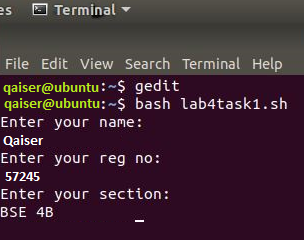 es Terminal
File Edit View Search Terminal Help
qaiser@ubuntu:~$ gedit
qaiser@ubuntu:~$ bash lab4task1.sh
Enter your name:
Qaiser
Enter your reg no:
57245
Enter your section:
BSE 4B